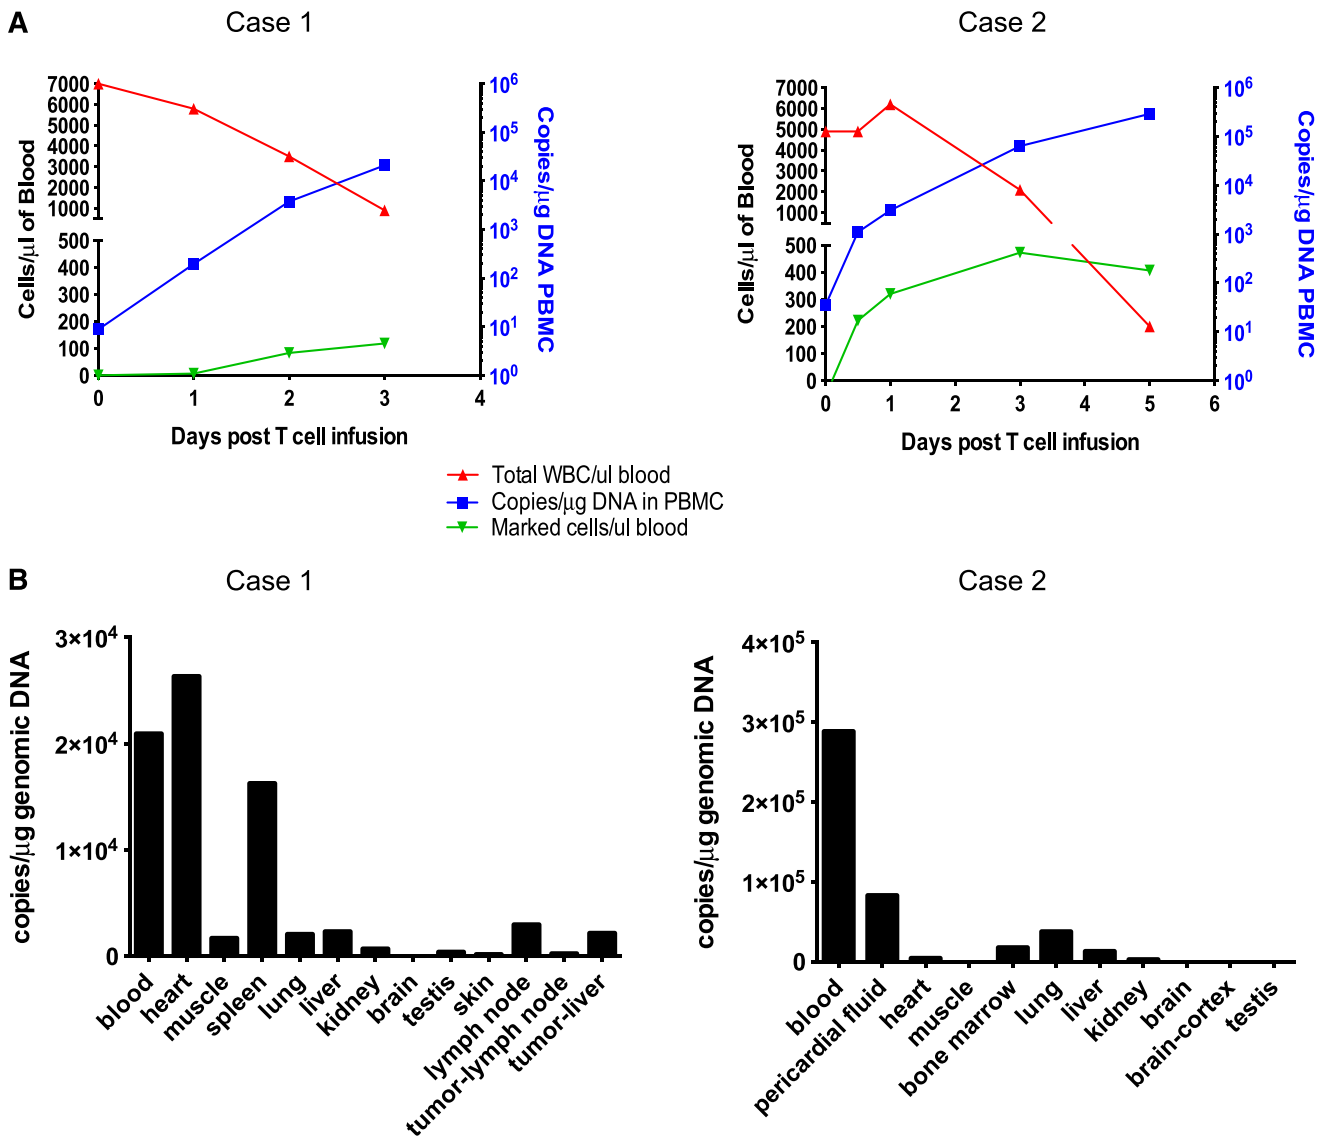 A
Case 1
Case 2
7000
6000
5000
4000
3000
2000
1000
500
400
300
200
100
0
Cells/μl of Blood
10⁶
10⁵
10⁴
10³
10²
10¹
10⁰
Copies/μg DNA PBMC
0 1 2 3 4
Days post T cell infusion
7000
6000
5000
4000
3000
2000
1000
500
400
300
200
100
0
Cells/μl of Blood
10⁶
10⁵
10⁴
10³
10²
10¹
10⁰
Copies/μg DNA PBMC
0 1 2 3 4 5 6
Days post T cell infusion
Total WBC/ul blood
Copies/μg DNA in PBMC
Marked cells/ul blood
B
Case 1
Case 2
copies/μg genomic DNA
3×10⁴
2×10⁴
1×10⁴
0
blood
heart
muscle
spleen
lung
liver
kidney
brain
testis
skin
lymph node
tumor-lymph node
tumor-liver
copies/μg genomic DNA
4×10⁵
3×10⁵
2×10⁵
1×10⁵
0
blood
pericardial fluid
heart
muscle
bone marrow
lung
liver
kidney
brain
brain-cortex
testis